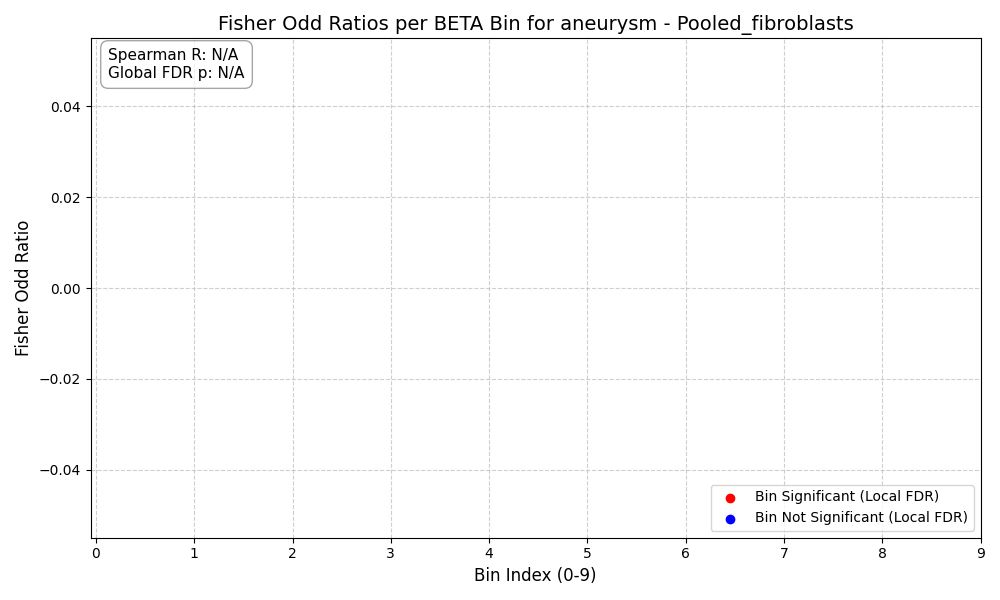 Fisher Odd Ratios per BETA Bin for aneurysm - Pooled_fibroblasts
Spearman R: N/A
Global FDR p: N/A
Fisher Odd Ratio
0.04
0.02
0.00
−0.02
−0.04
Bin Significant (Local FDR)
Bin Not Significant (Local FDR)
0 1 2 3 4 5 6 7 8 9
Bin Index (0-9)